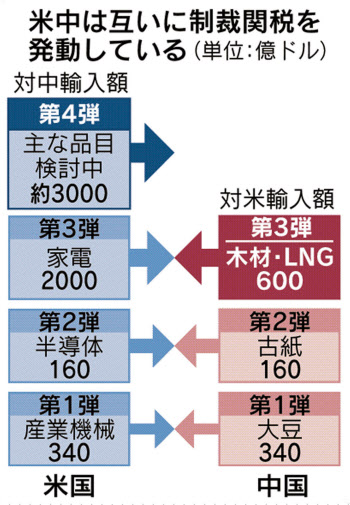 米中は互いに制裁関税を
発動している(単位:億ドル)
対中輸入額
第4弾
主な品目
検討中
約3000
対米輸入額
第3弾
家電
2000
第3弾
木材・LNG
600
第2弾
半導体
160
第2弾
古紙
160
第1弾
産業機械
340
第1弾
大豆
340
米国
中国